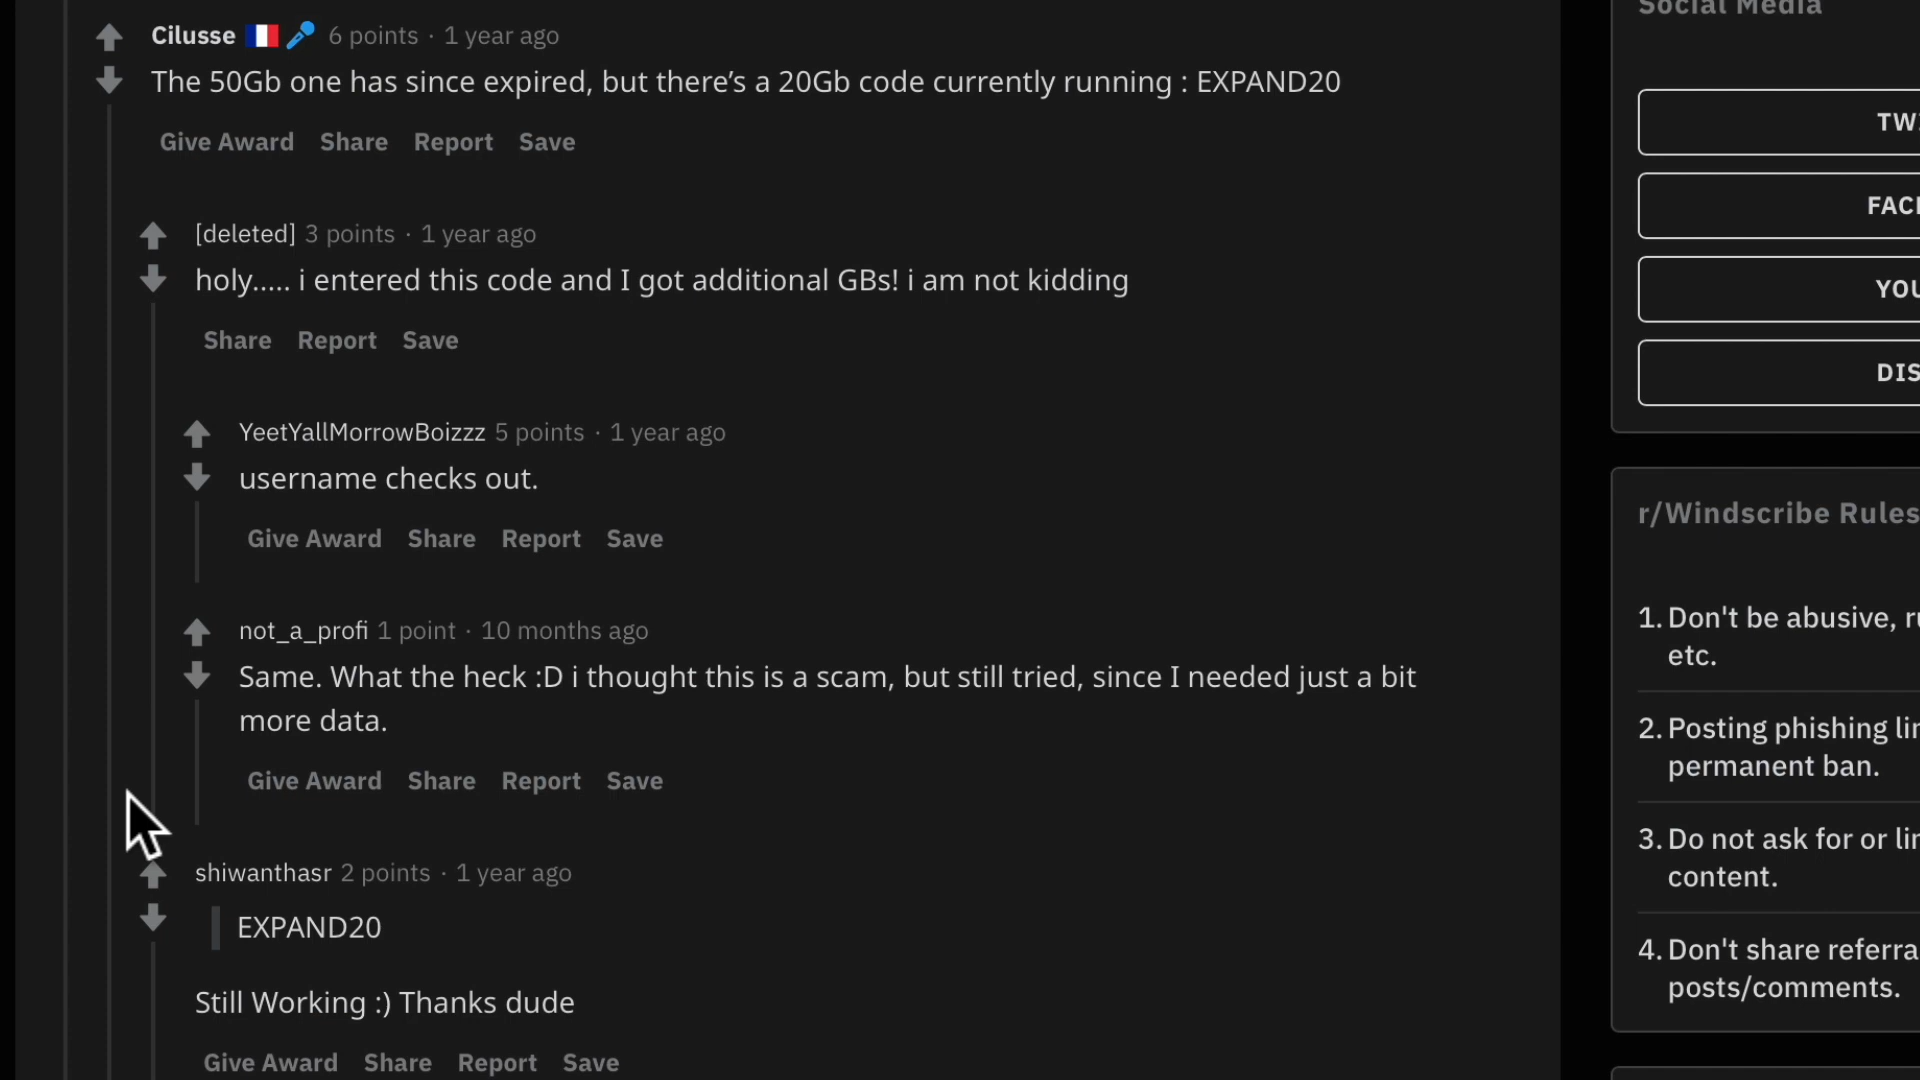 Social Media
Cilusse 6 points · 1 year ago
The 50Gb one has since expired, but there’s a 20Gb code currently running : EXPAND20
Give Award Share Report Save
[deleted] 3 points · 1 year ago
holy..... i entered this code and I got additional GBs! i am not kidding
Share Report Save
YeetYallMorrowBoizzz 5 points · 1 year ago
username checks out.
Give Award Share Report Save
not_a_profi 1 point · 10 months ago
Same. What the heck :D i thought this is a scam, but still tried, since I needed just a bit
more data.
Give Award Share Report Save
shiwanthasr 2 points · 1 year ago
EXPAND20
Still Working :) Thanks dude
Give Award Share Report Save
YOU
DIS
r/Windscribe Rules
1. Don't be abusive,
etc.
2. Posting phishing
permanent ban.
3. Do not ask for or
content.
4. Don't share
posts/comments.